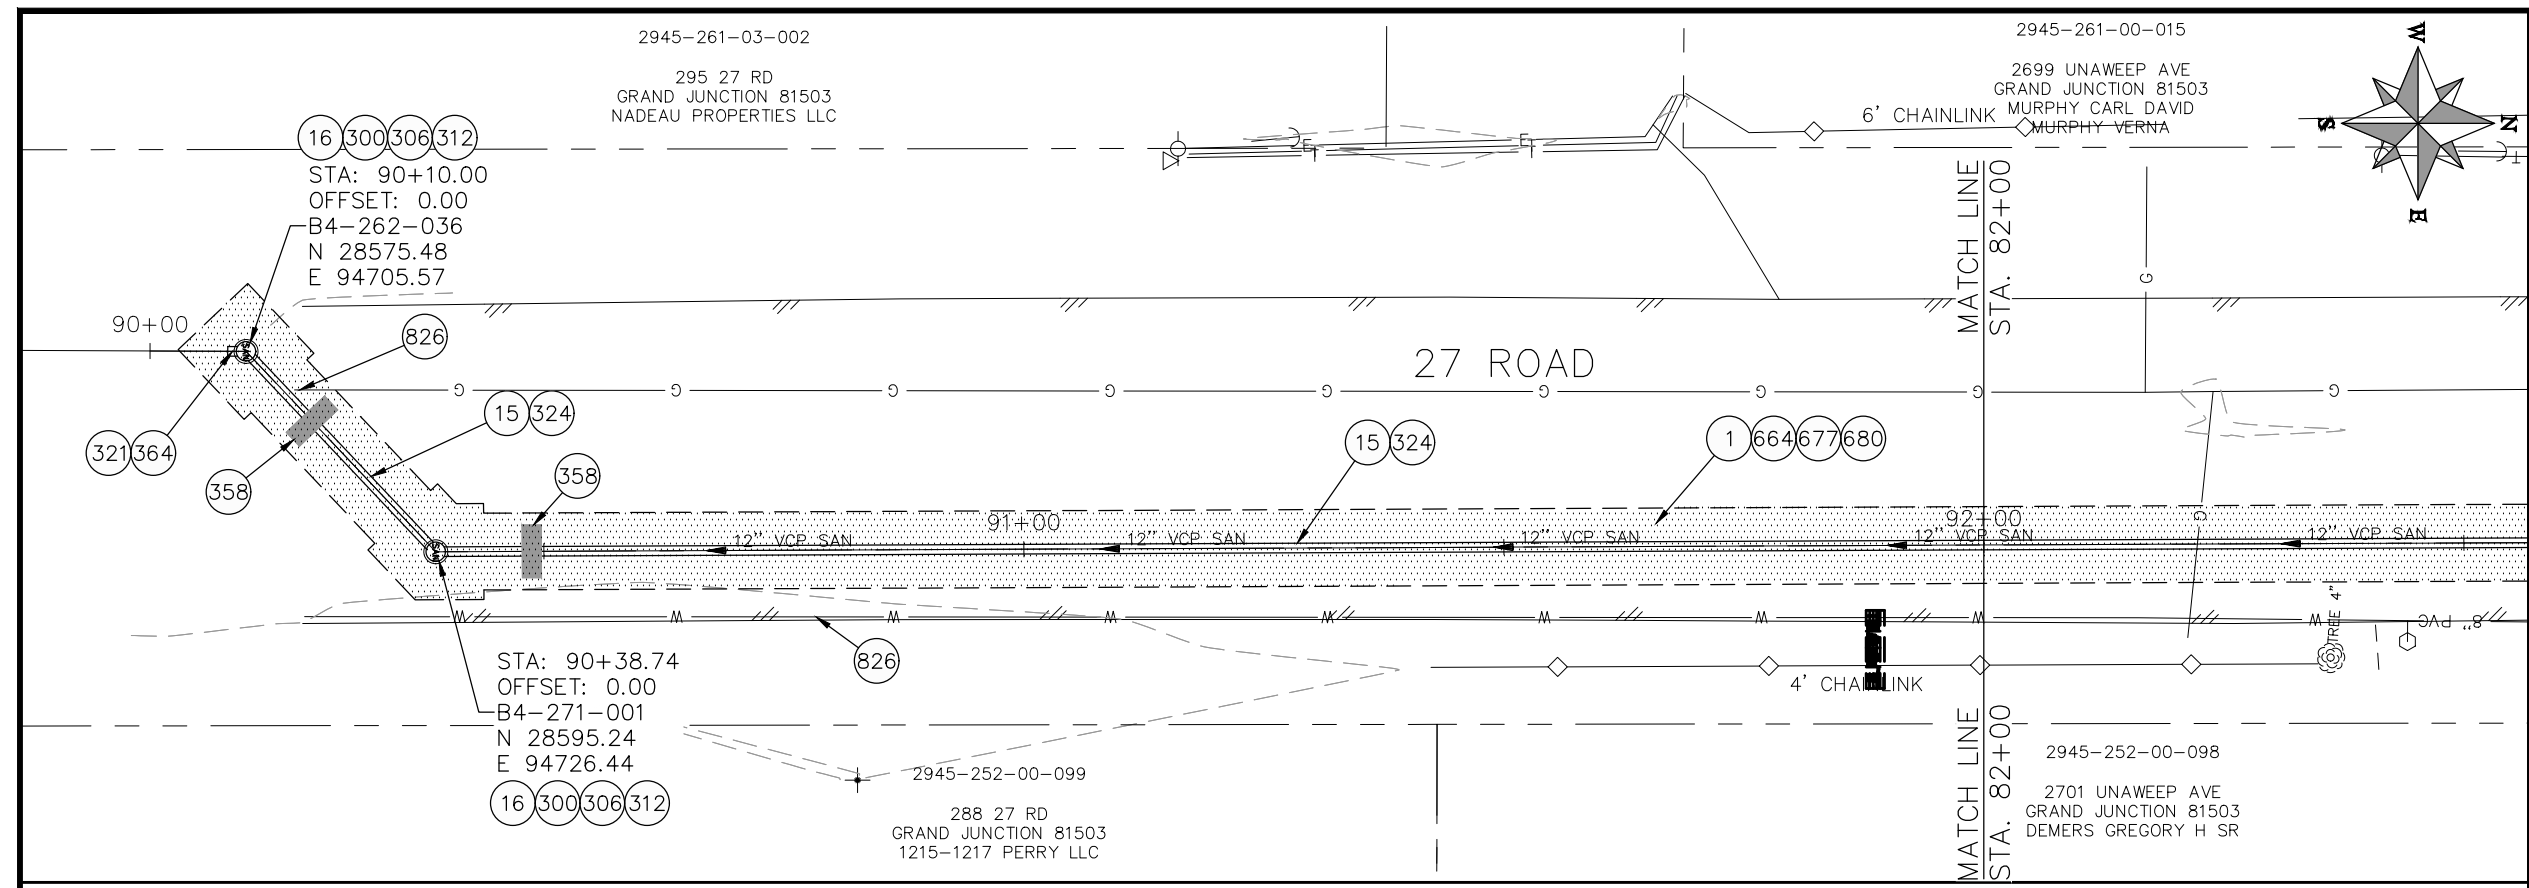 2945-261-03-002
295 27 RD
GRAND JUNCTION 81503
NADEAU PROPERTIES LLC
2945-261-00-015
2699 UNAWEEP AVE
GRAND JUNCTION 81503
MURPHY CARL DAVID
MURPHY VERNA
6' CHAINLINK
W
S
N
E
16 300 306 312
STA: 90+10.00
OFFSET: 0.00
B4-262-036
N 28575.48
E 94705.57
E
T
E
T
T
MATCH LINE
STA. 82+00
G
90+00
SAN
826
27 ROAD
G G G G G G G G G
15 324
321 364
358
358
15 324
1 664 677 680
91+00
92+00
G
12" VCP SAN
12" VCP SAN
12" VCP SAN
12" VCP SAN
12" VCP SAN
SAN
W W W W W W W W W
826
TREE 4"
8" PVC
4' CHAINLINK
STA: 90+38.74
OFFSET: 0.00
B4-271-001
N 28595.24
E 94726.44
16 300 306 312
2945-252-00-099
288 27 RD
GRAND JUNCTION 81503
1215-1217 PERRY LLC
MATCH LINE
STA. 82+00
2945-252-00-098
2701 UNAWEEP AVE
GRAND JUNCTION 81503
DEMERS GREGORY H SR